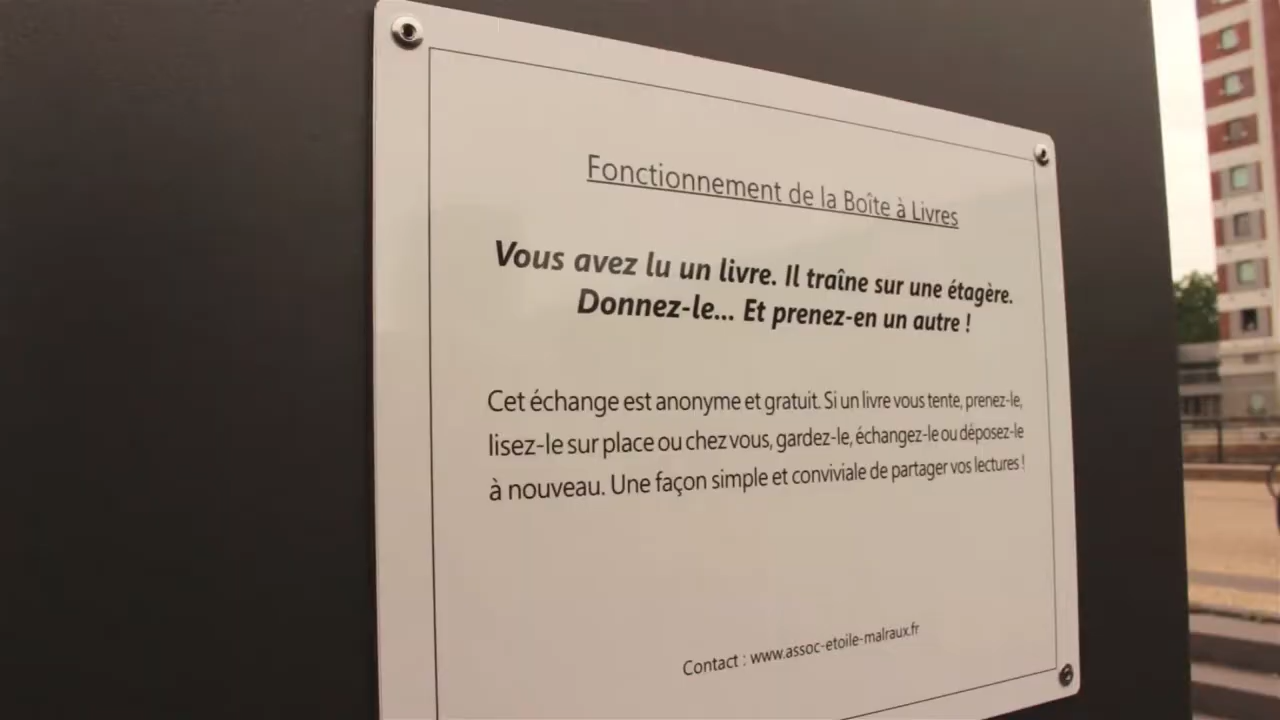 Fonctionnement de la Boîte à Livres
Vous avez lu un livre. Il traîne sur une étagère.
Donnez-le... Et prenez-en un autre !
Cet échange est anonyme et gratuit. Si un livre vous tente, prenez-le,
lisez-le sur place ou chez vous, gardez-le, échangez-le ou déposez-le
à nouveau. Une façon simple et conviviale de partager vos lectures !
Contact : www.assoc-etoile-malraux.fr